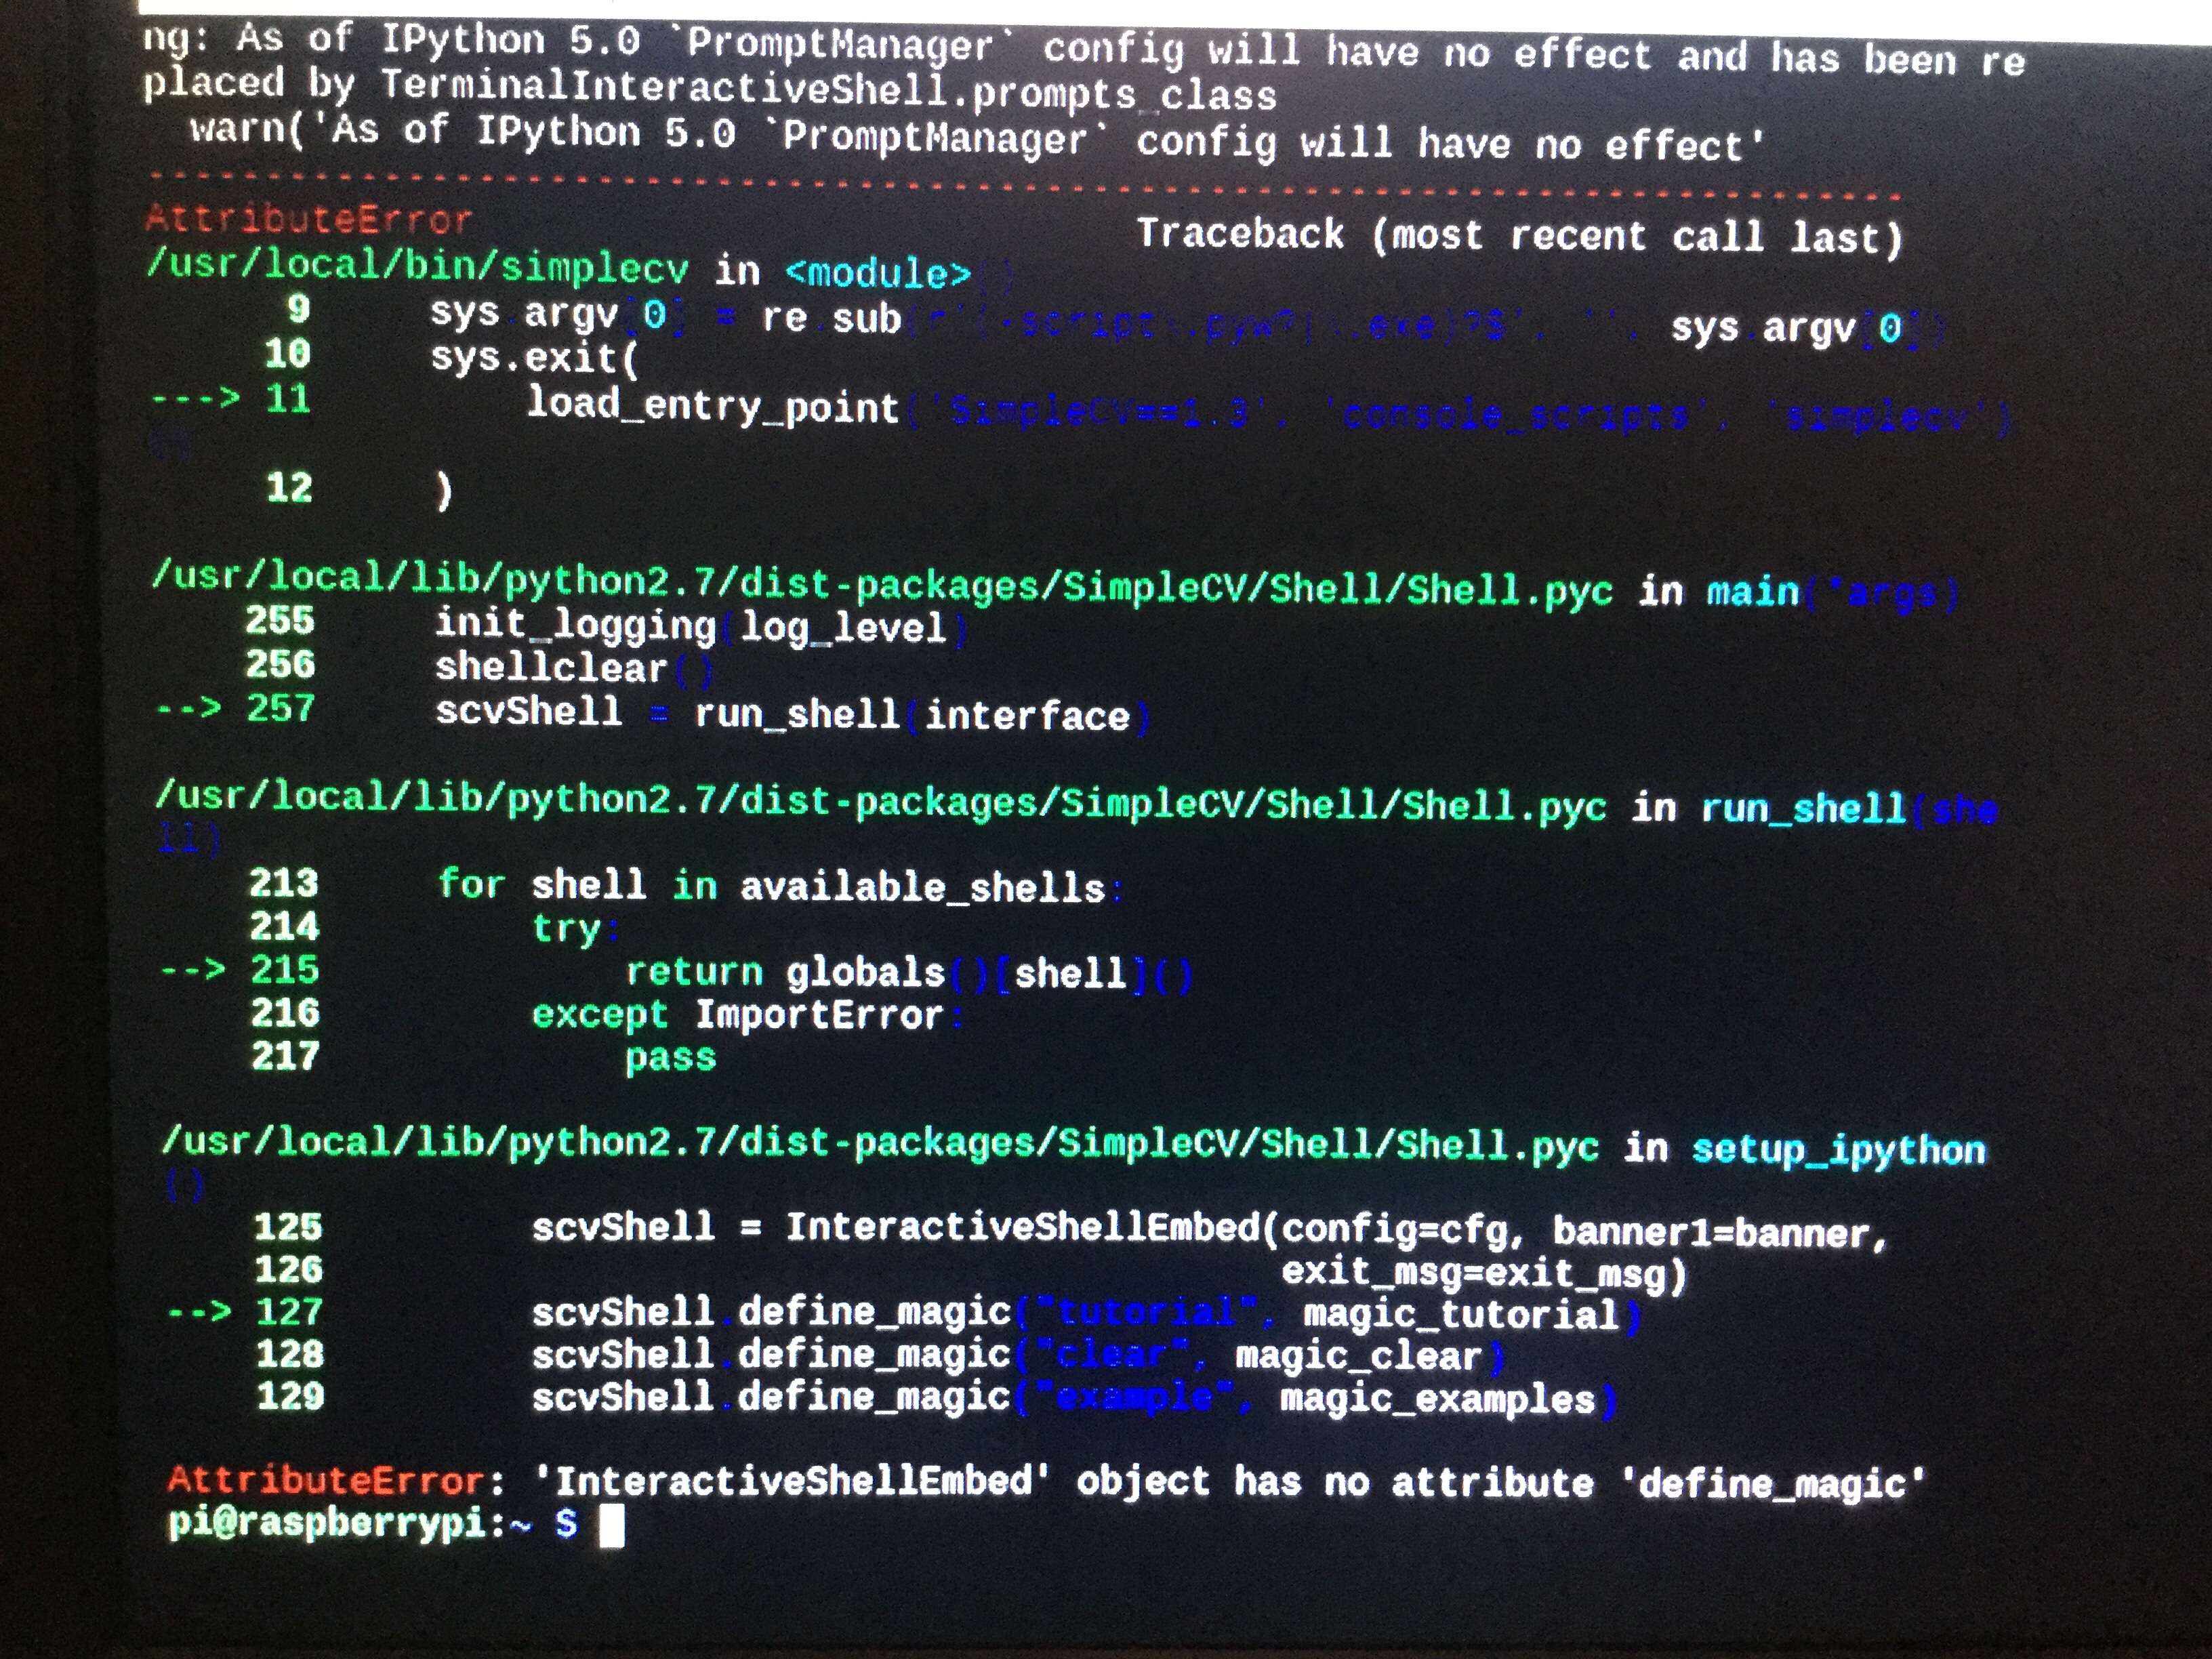 ng: As of IPython 5.0 `PromptManager` config will have no effect and has been re
placed by TerminalInteractiveShell.prompts_class
  warn('As of IPython 5.0 `PromptManager` config will have no effect'
---------------------------------------------------------------------------
AttributeError                            Traceback (most recent call last)
/usr/local/bin/simplecv in <module>()
      9     sys.argv[0] = re.sub(r'(-script\.pyw?|\.exe)?$', '', sys.argv[0])
     10     sys.exit(
---> 11         load_entry_point('SimpleCV==1.3', 'console_scripts', 'simplecv')
()
     12     )

/usr/local/lib/python2.7/dist-packages/SimpleCV/Shell/Shell.pyc in main(*args)
    255     init_logging(log_level)
    256     shellclear()
--> 257     scvShell = run_shell(interface)

/usr/local/lib/python2.7/dist-packages/SimpleCV/Shell/Shell.pyc in run_shell(she
ll)
    213     for shell in available_shells:
    214         try:
--> 215             return globals()[shell]()
    216         except ImportError:
    217             pass

/usr/local/lib/python2.7/dist-packages/SimpleCV/Shell/Shell.pyc in setup_ipython
()
    125         scvShell = InteractiveShellEmbed(config=cfg, banner1=banner,
    126                                          exit_msg=exit_msg)
--> 127         scvShell.define_magic("tutorial", magic_tutorial)
    128         scvShell.define_magic("clear", magic_clear)
    129         scvShell.define_magic("example", magic_examples)

AttributeError: 'InteractiveShellEmbed' object has no attribute 'define_magic'
pi@raspberrypi:~ $